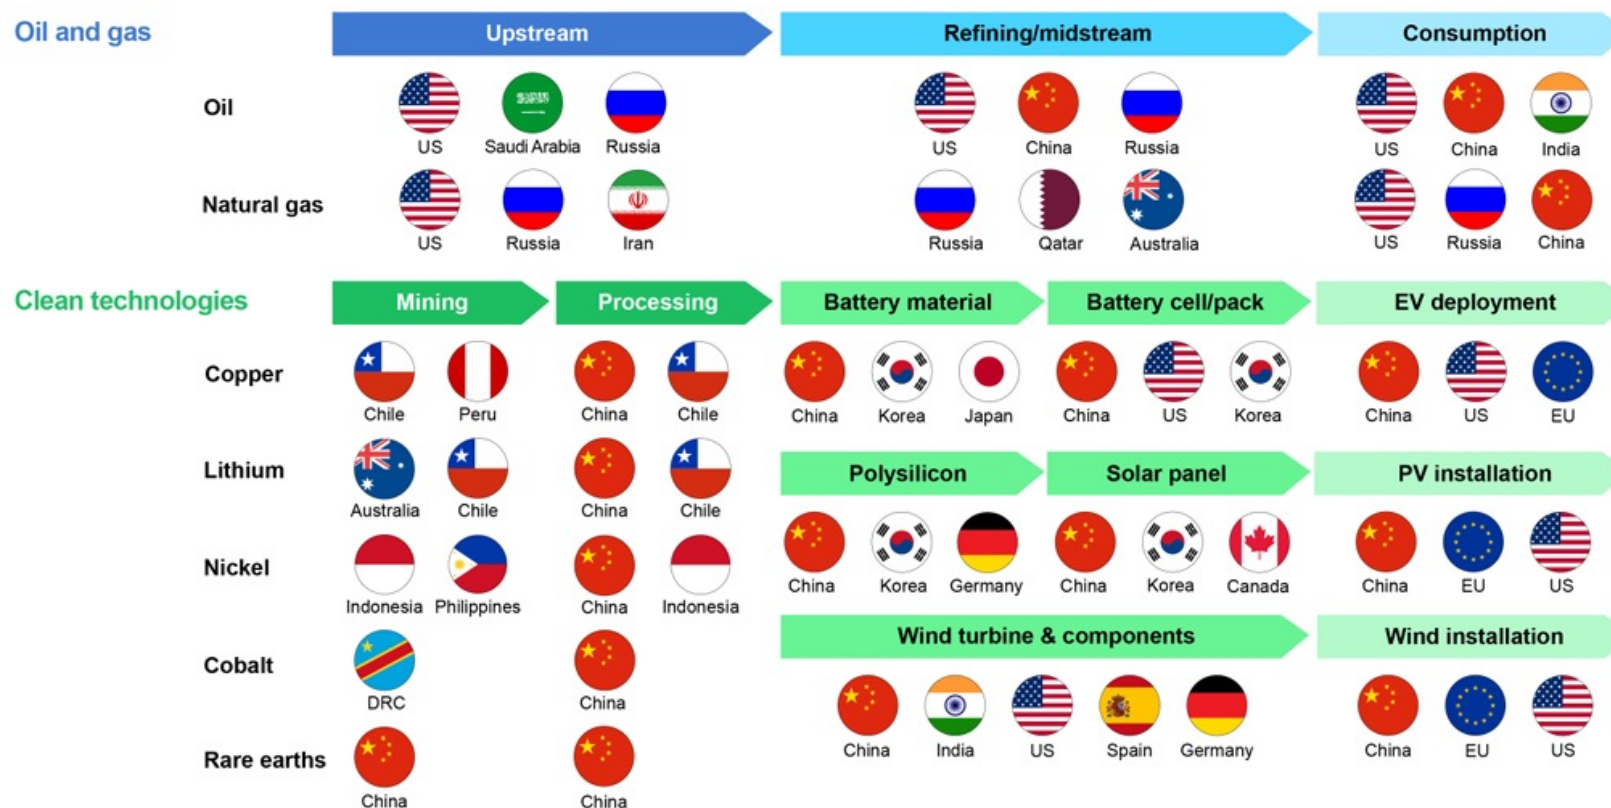 Oil and gas Upstream Refining/midstream Consumption
Oil
US Saudi Arabia Russia US China Russia US China India
Natural gas
US Russia Iran Russia Qatar Australia US Russia China
Clean technologies Mining Processing Battery material Battery cell/pack EV deployment
Copper
Chile Peru China Chile China Korea Japan China US Korea China US EU
Lithium Polysilicon Solar panel PV installation
Australia Chile China Chile
Nickel
China Korea Germany China Korea Canada China EU US
Indonesia Philippines China Indonesia
Wind turbine & components Wind installation
Cobalt
DRC China
China India US Spain Germany China EU US
Rare earths
China China